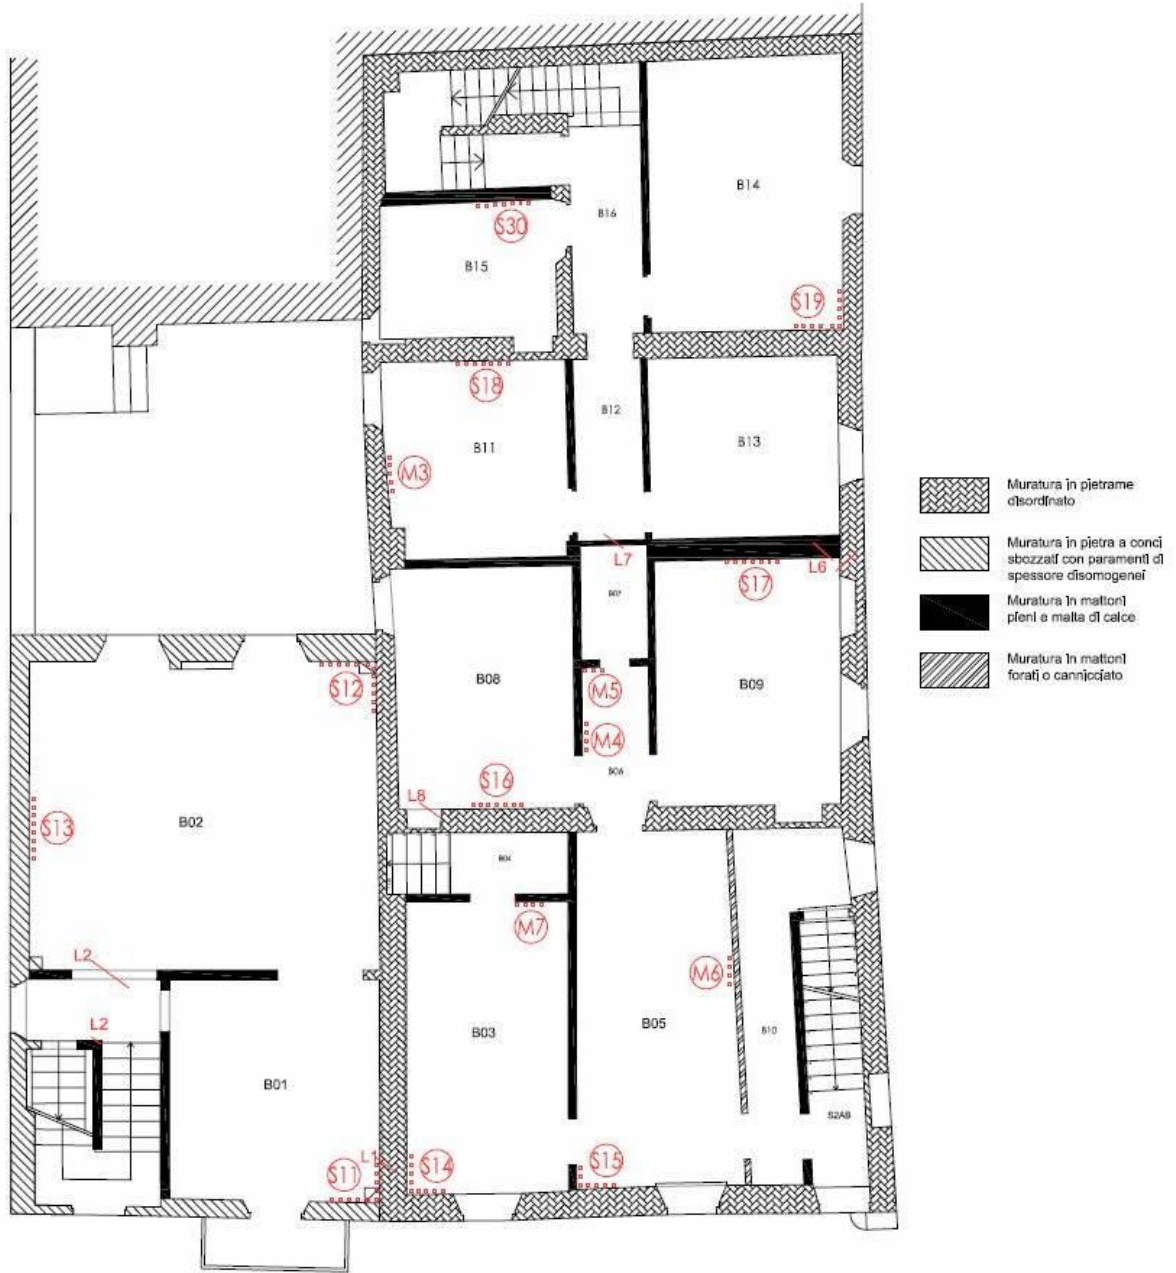 B14
B16
S30
B15
S19
S18
B12
B11
B13
M3
L7
L6
S17
B07
Muratura in pietrame
disordinato
Muratura in pietra a conci
sbozzati con paramenti di
spessore disomogenei
Muratura in mattoni
pieni e malta di calce
Muratura in mattoni
forati o cannicciato
S12
B08
M5
B09
M4
B06
S16
L8
S13
B02
B04
M7
L2
M6
L2
B03
B05
B10
B01
S2AB
L1
S11
S14
S15